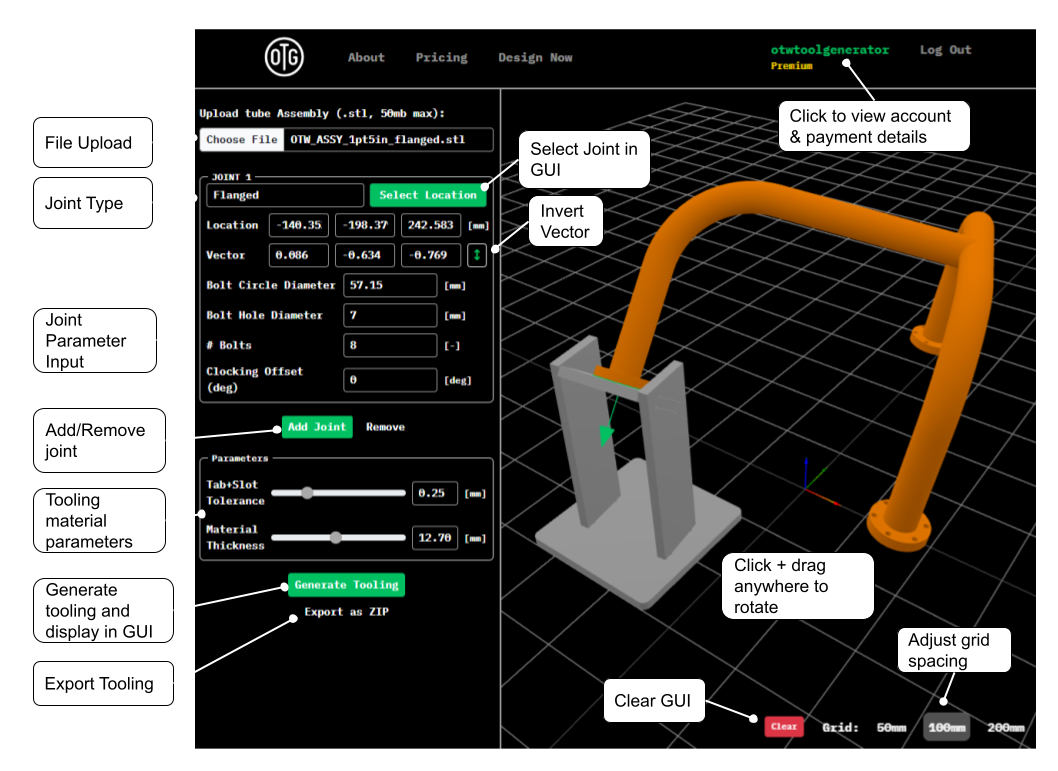 OTG
About
Pricing
Design Now
otwtoolgenerator
Premium
Log Out
Click to view account
& payment details
Upload tube Assembly (.stl, 50mb max):
File Upload
Choose File
OTW_ASSY_1pt5in_flanged.stl
Select Joint in
GUI
JOINT 1
Joint Type
Flanged
Select Location
Invert
Vector
Location
-140.35
-198.37
242.583
[mm]
Vector
0.086
-0.634
-0.769
Bolt Circle Diameter
57.15
[mm]
Joint
Parameter
Input
Bolt Hole Diameter
7
[mm]
# Bolts
8
[-]
Clocking Offset
(deg)
0
[deg]
Add/Remove
joint
Add Joint
Remove
Parameters
Tooling
material
parameters
Tab+Slot
Tolerance
0.25
[mm]
Material
Thickness
12.70
[mm]
Click + drag
anywhere to
rotate
Generate
tooling and
display in GUI
Generate Tooling
Export as ZIP
Export Tooling
Adjust grid
spacing
Clear GUI
Clear
Grid:
50mm
100mm
200mm